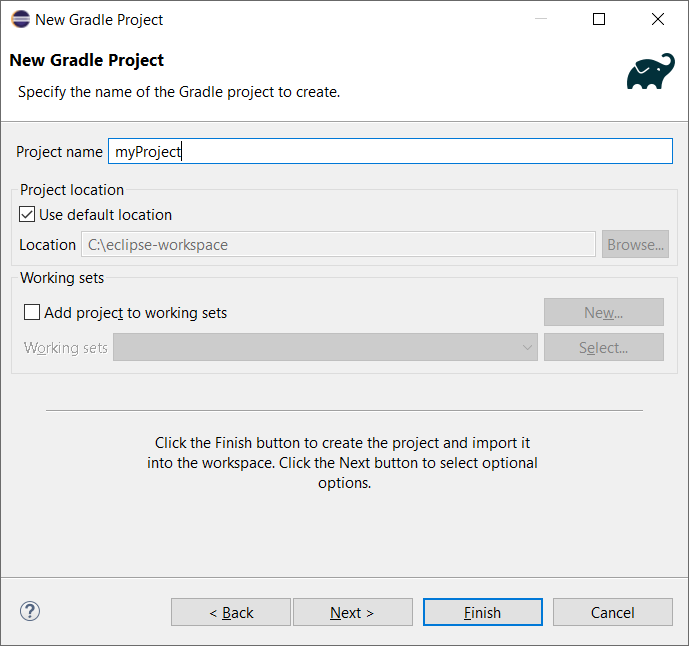 New Gradle Project
New Gradle Project
Specify the name of the Gradle project to create.
Project name myProject
Project location
Use default location
Location C:\eclipse-workspace Browse...
Working sets
Add project to working sets New...
Working sets Select...
Click the Finish button to create the project and import it
into the workspace. Click the Next button to select optional
options.
? < Back Next > Finish Cancel